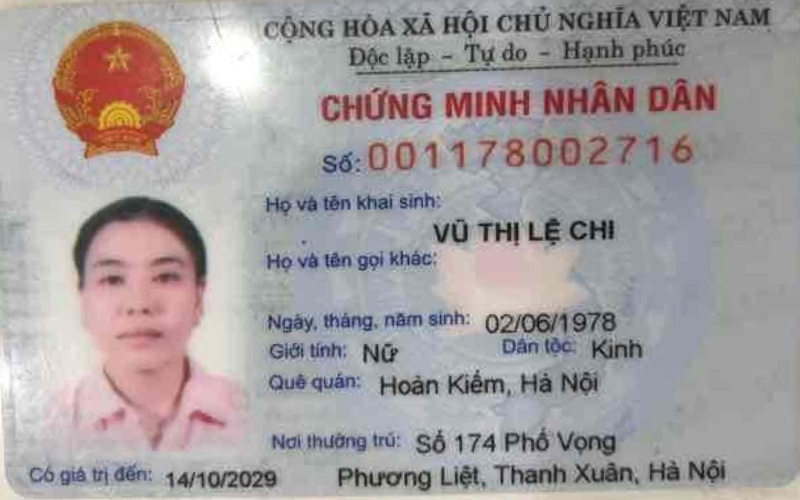 CỘNG HÒA XÃ HỘI CHỦ NGHĨA VIỆT NAM
Độc lập - Tự do - Hạnh phúc
CHỨNG MINH NHÂN DÂN
Số: 001178002716
Họ và tên khai sinh:
VŨ THỊ LỆ CHI
Họ và tên gọi khác:
Ngày, tháng, năm sinh: 02/06/1978
Giới tính: Nữ Dân tộc: Kinh
Quê quán: Hoàn Kiếm, Hà Nội
Nơi thường trú: Số 174 Phố Vọng
Phương Liệt, Thanh Xuân, Hà Nội
Có giá trị đến: 14/10/2029